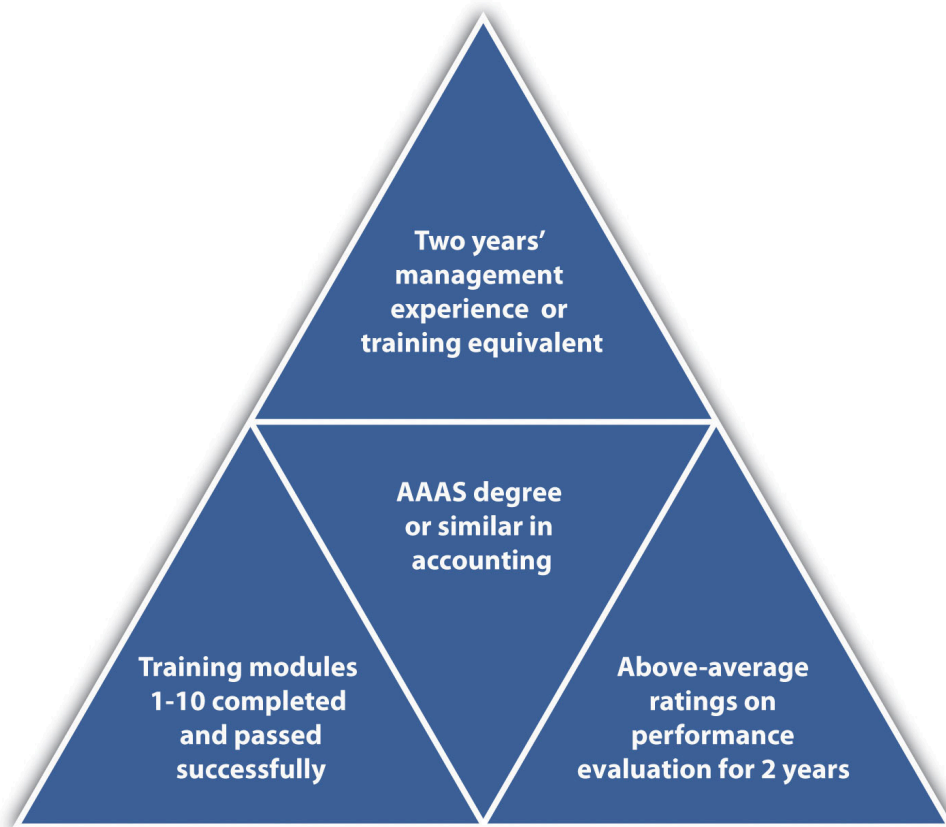 Two years’
management
experience or
training equivalent
AAAS degree
or similar in
accounting
Training modules
1-10 completed
and passed
successfully
Above-average
ratings on
performance
evaluation for 2 years